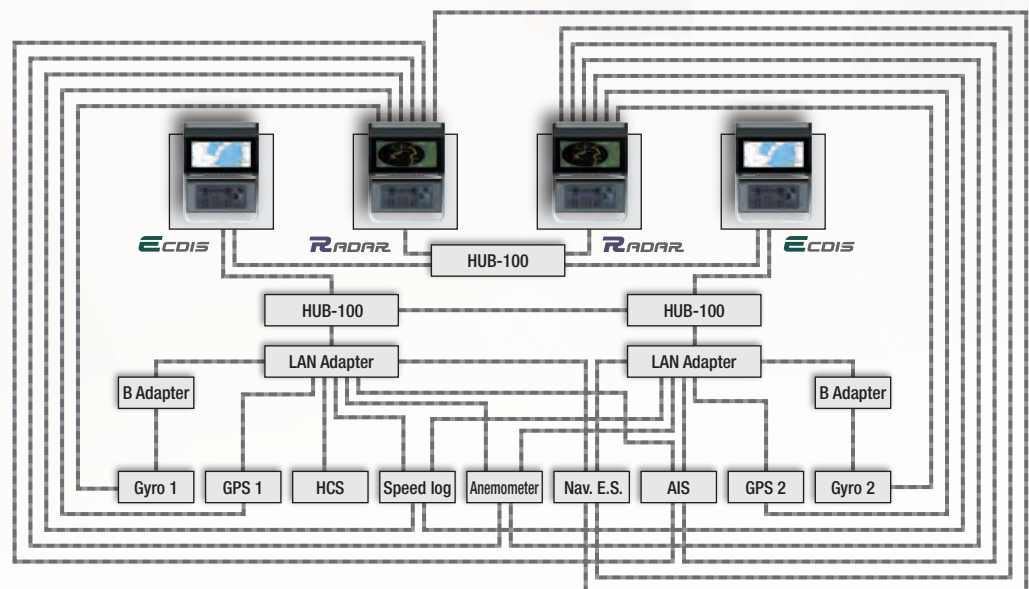 ECDIS
RADAR
RADAR
ECDIS
HUB-100
HUB-100
HUB-100
LAN Adapter
LAN Adapter
B Adapter
B Adapter
Gyro 1
GPS 1
HCS
Speed log
Anemometer
Nav. E.S.
AIS
GPS 2
Gyro 2